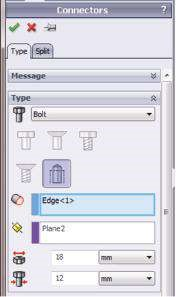 Connectors ?
Type Split
Message
Type
Bolt
Edge<1>
Plane2
18 mm
12 mm